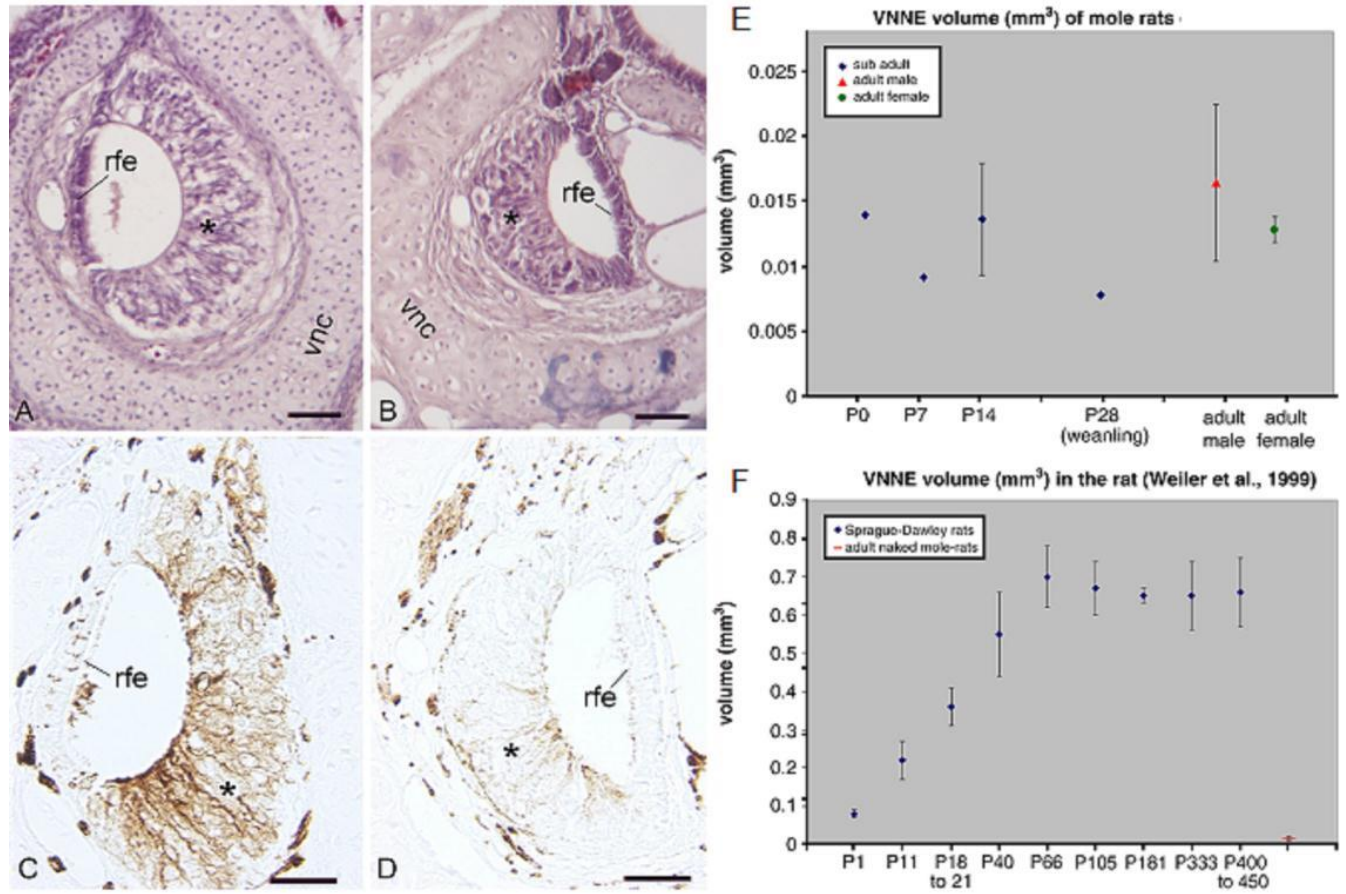 rfe
*
vnc
A
rfe
*
vnc
B
rfe
*
C
rfe
*
D
E
VNNE volume (mm³) of mole rats
sub adult
adult male
adult female
volume (mm³)
0.025
0.02
0.015
0.01
0.005
0
P0 P7 P14 P28 adult adult
(weanling) male female
F
VNNE volume (mm³) in the rat (Weiler et al., 1999)
Sprague-Dawley rats
adult naked mole-rats
volume (mm³)
0.9
0.8
0.7
0.6
0.5
0.4
0.3
0.2
0.1
0
P1 P11 P18 P40 P66 P105 P181 P333 P400
to 21 to 450